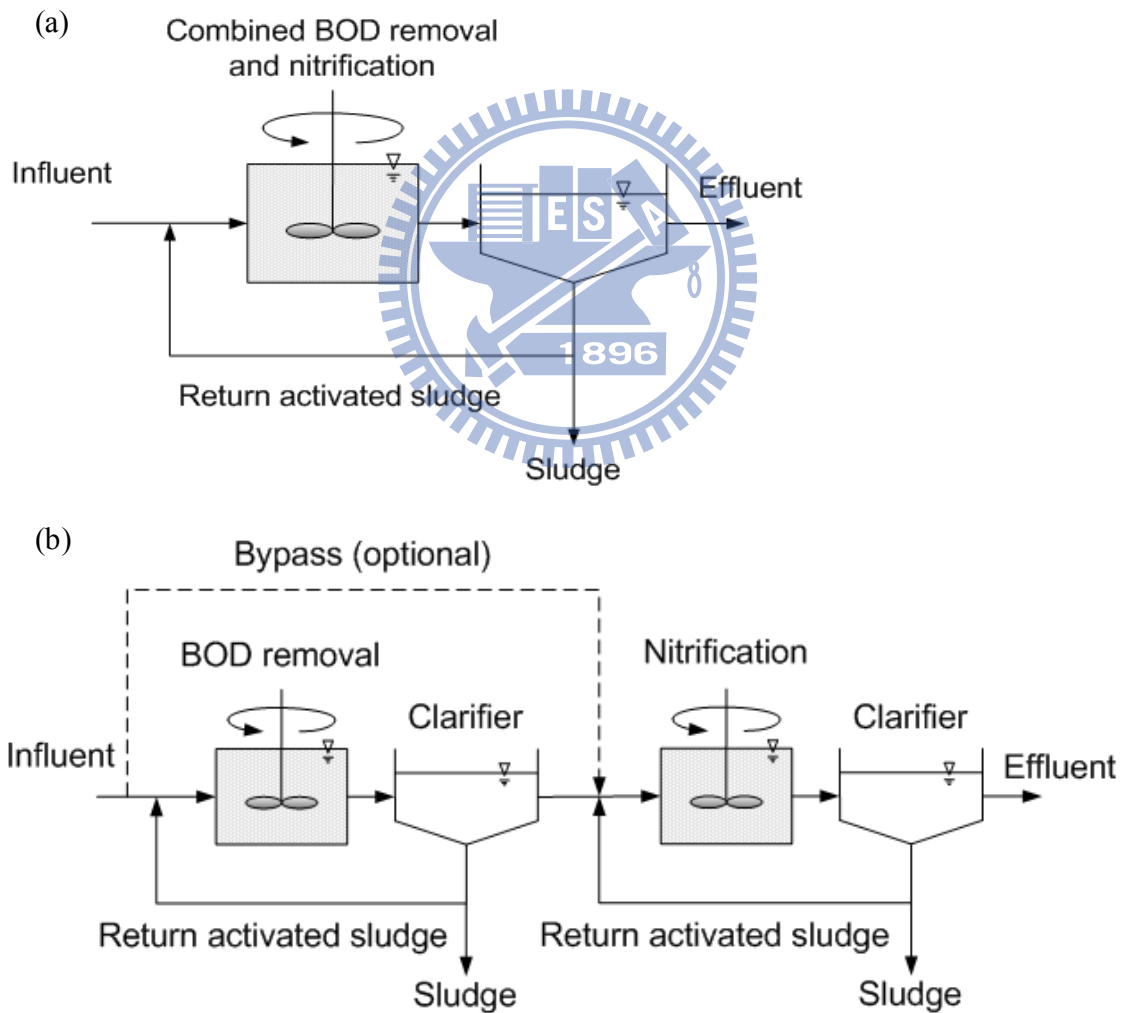 (a)
Combined BOD removal
and nitrification
Influent
Effluent
ES A
8
1896
Return activated sludge
Sludge
(b)
Bypass (optional)
BOD removal
Nitrification
Clarifier
Clarifier
Influent
Effluent
Return activated sludge
Return activated sludge
Sludge
Sludge